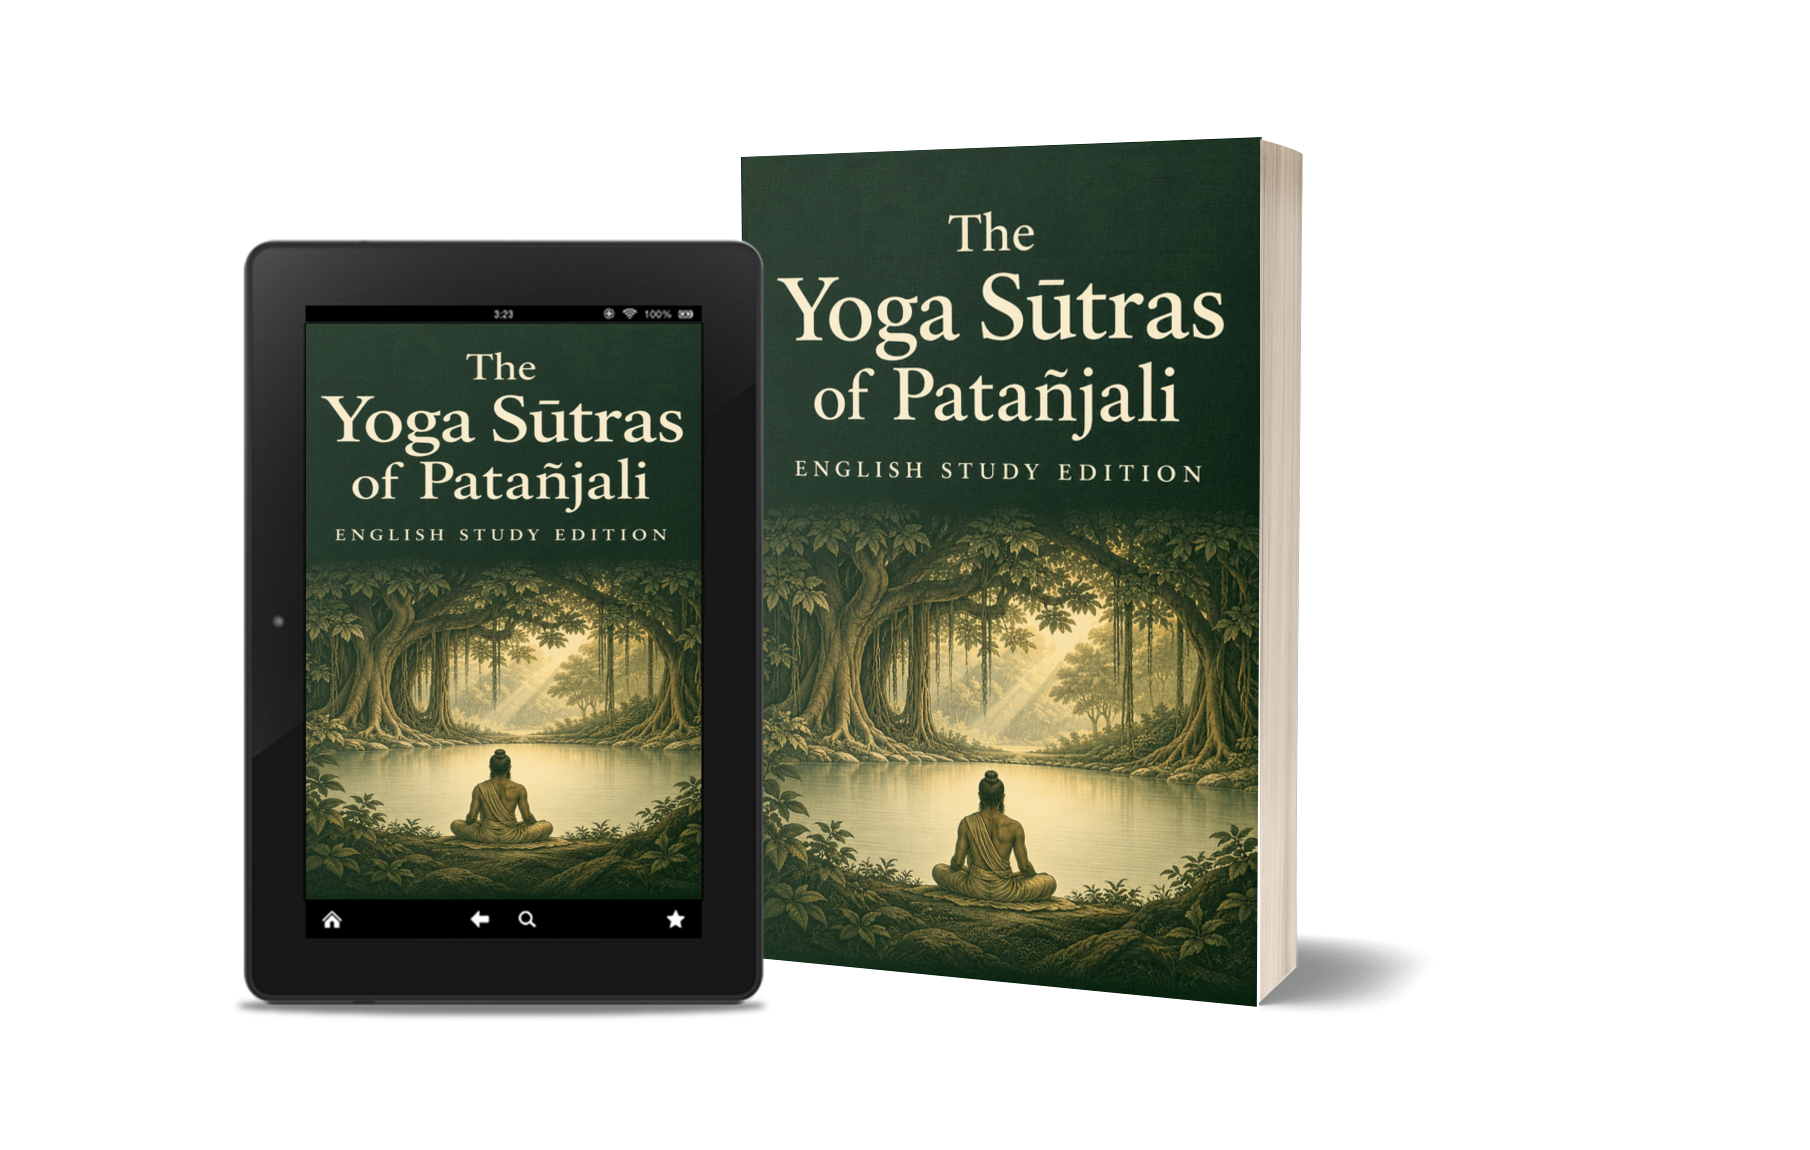 3:23
100%
The
Yoga Sūtras
of Patañjali
ENGLISH STUDY EDITION
The
Yoga Sūtras
of Patañjali
ENGLISH STUDY EDITION